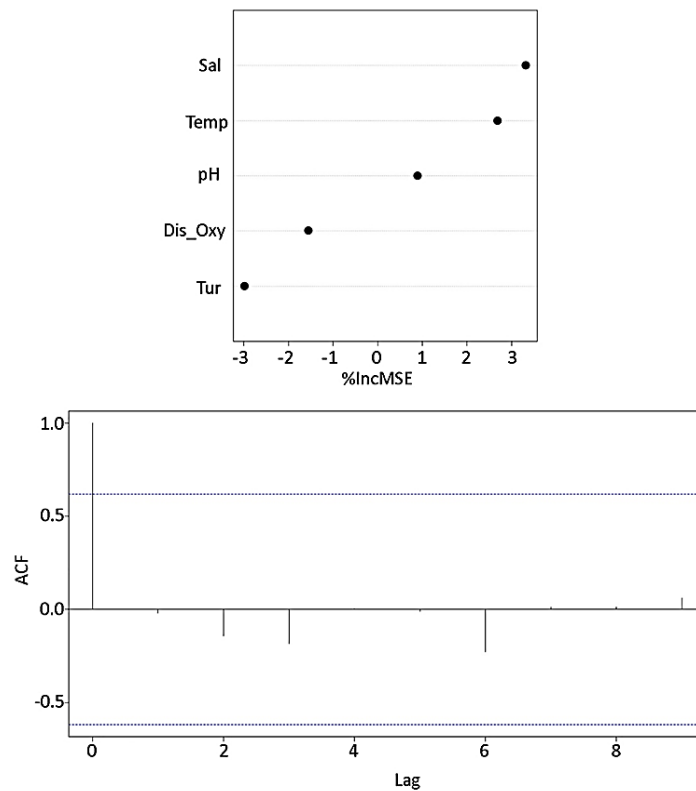 Sal
Temp
pH
Dis_Oxy
Tur
-3 -2 -1 0 1 2 3
%IncMSE
1.0
0.5
0.0
-0.5
ACF
0 2 4 6 8
Lag